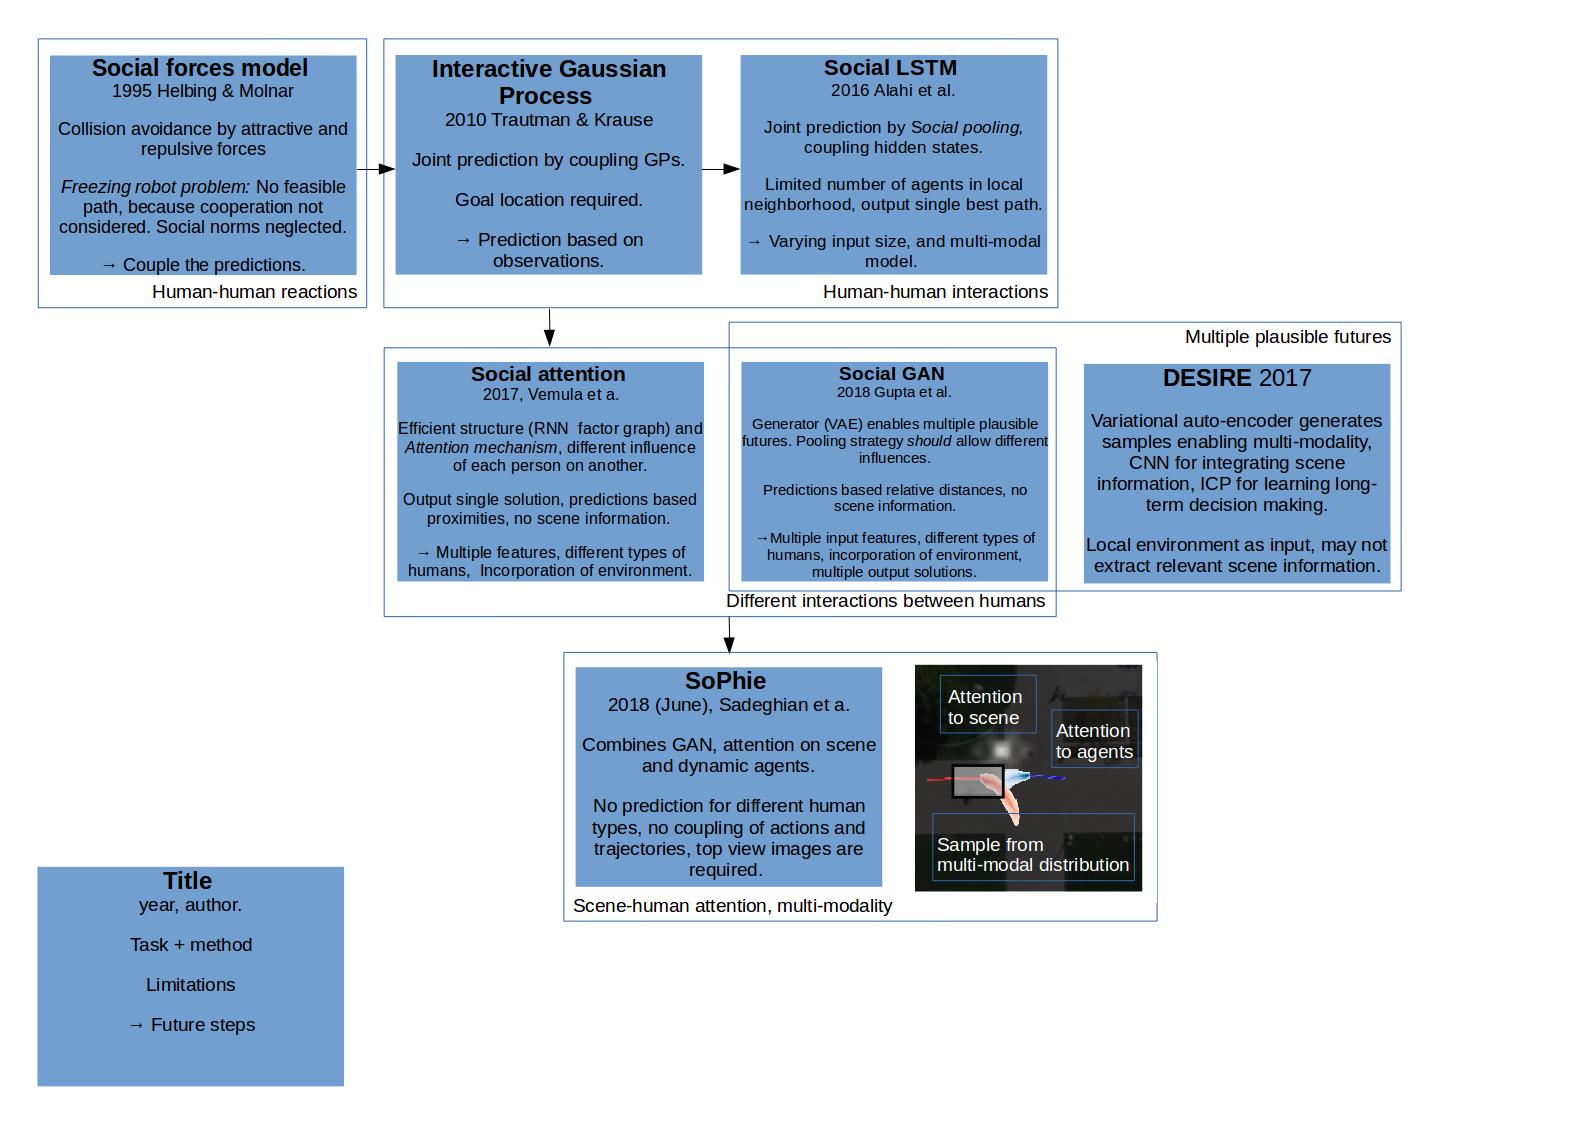 Social forces model
1995 Helbing & Molnar
Collision avoidance by attractive and
repulsive forces
Freezing robot problem: No feasible
path, because cooperation not
considered. Social norms neglected.
→ Couple the predictions.
Human-human reactions
Interactive Gaussian
Process
2010 Trautman & Krause
Joint prediction by coupling GPs.
Goal location required.
→ Prediction based on
observations.
Social LSTM
2016 Alahi et al.
Joint prediction by Social pooling,
coupling hidden states.
Limited number of agents in local
neighborhood, output single best path.
→ Varying input size, and multi-modal
model.
Human-human interactions
Social attention
2017, Vemula et a.
Efficient structure (RNN factor graph) and
Attention mechanism, different influence
of each person on another.
Output single solution, predictions based
proximities, no scene information.
→ Multiple features, different types of
humans, Incorporation of environment.
Social GAN
2018 Gupta et al.
Generator (VAE) enables multiple plausible
futures. Pooling strategy should allow different
influences.
Predictions based relative distances, no
scene information.
→Multiple input features, different types of
humans, incorporation of environment,
multiple output solutions.
Different interactions between humans
Multiple plausible futures
DESIRE 2017
Variational auto-encoder generates
samples enabling multi-modality,
CNN for integrating scene
information, ICP for learning long-
term decision making.
Local environment as input, may not
extract relevant scene information.
SoPhie
2018 (June), Sadeghian et a.
Combines GAN, attention on scene
and dynamic agents.
No prediction for different human
types, no coupling of actions and
trajectories, top view images are
required.
Scene-human attention, multi-modality
Attention
to scene
Attention
to agents
Sample from
multi-modal distribution
Title
year, author.
Task + method
Limitations
→ Future steps